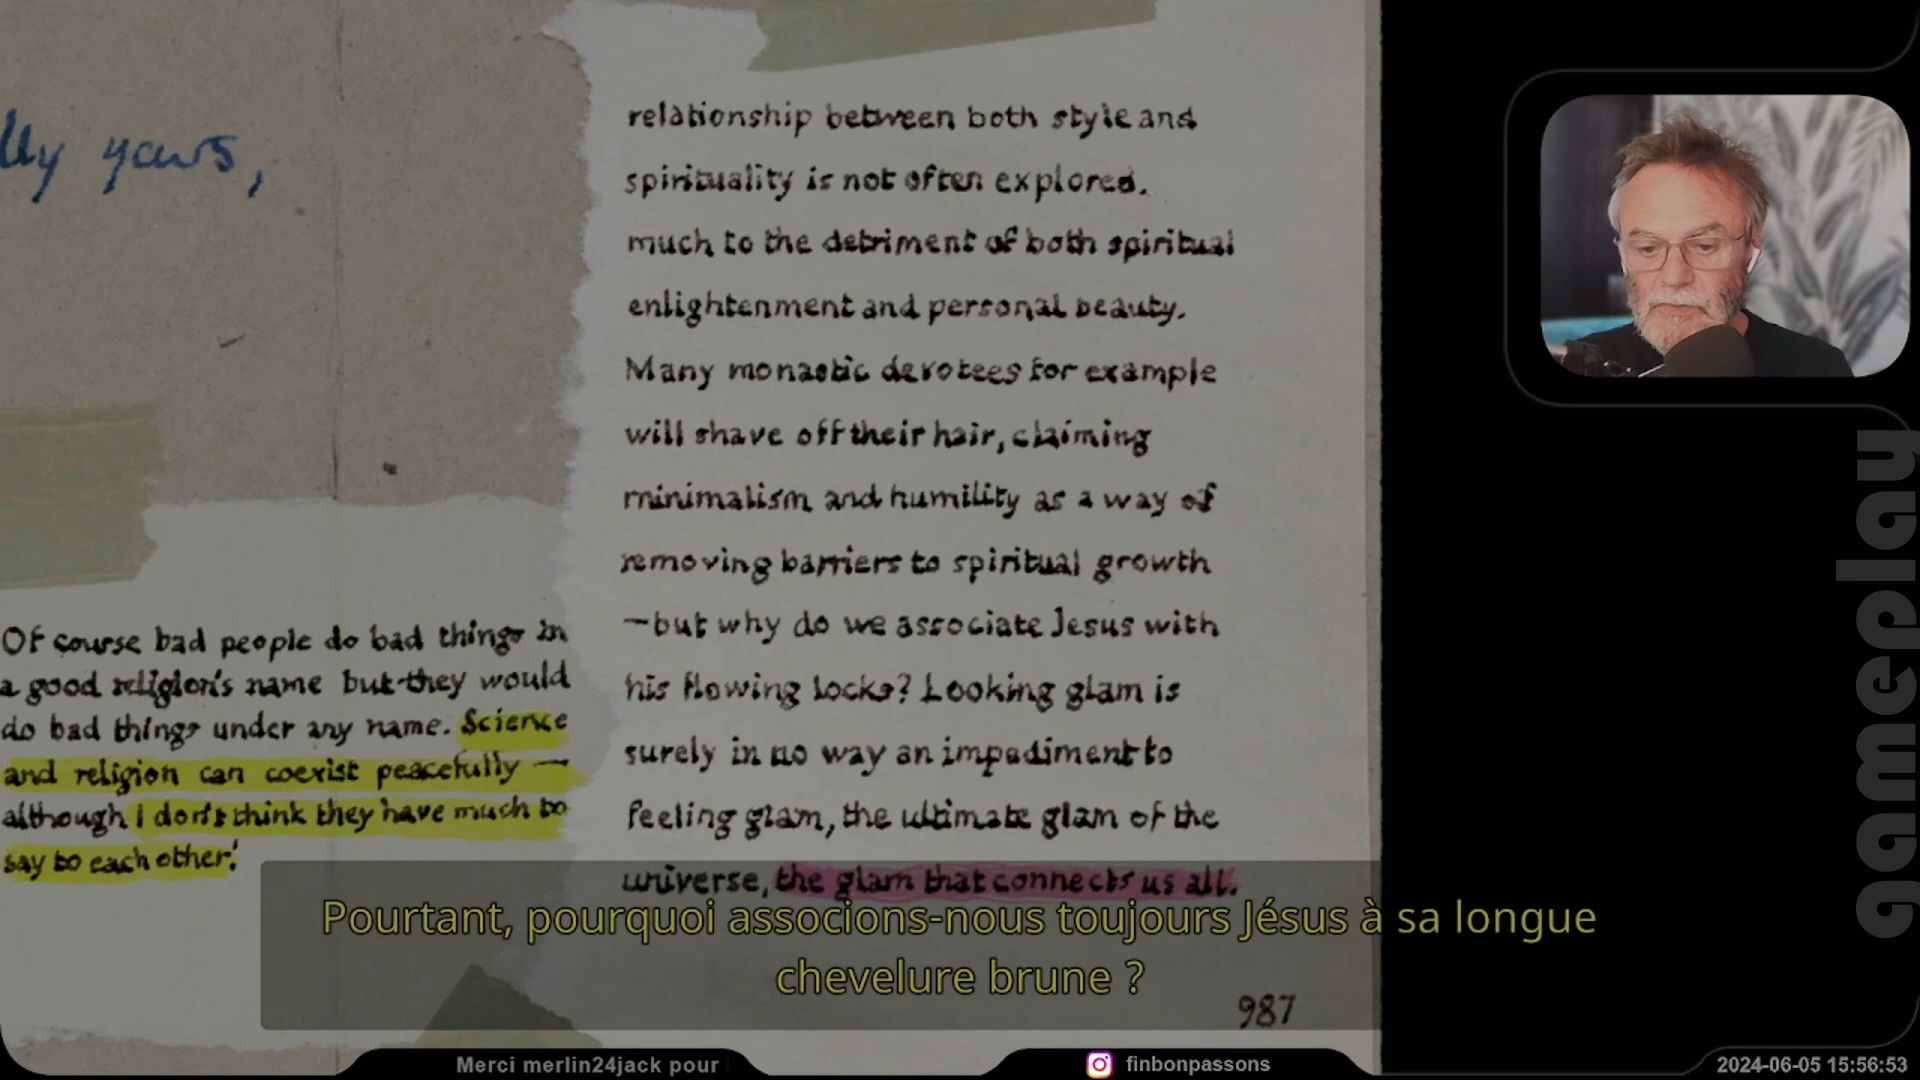 lly yours,
Of course bad people do bad things in
a good religion's name but they would
do bad things under any name. Science
and religion can coexist peacefully —
although I don't think they have much to
say to each other.'
relationship between both style and
spirituality is not often explored,
much to the detriment of both spiritual
enlightenment and personal beauty.
Many monastic devotees for example
will shave off their hair, claiming
minimalism and humility as a way of
removing barriers to spiritual growth
—but why do we associate Jesus with
his flowing locks? Looking glam is
surely in no way an impediment to
feeling glam, the ultimate glam of the
universe, the glam that connects us all.
987
Pourtant, pourquoi associons-nous toujours Jésus à sa longue
chevelure brune ?
gameplay
Merci merlin24jack pour
finbonpassons
2024-06-05 15:56:53